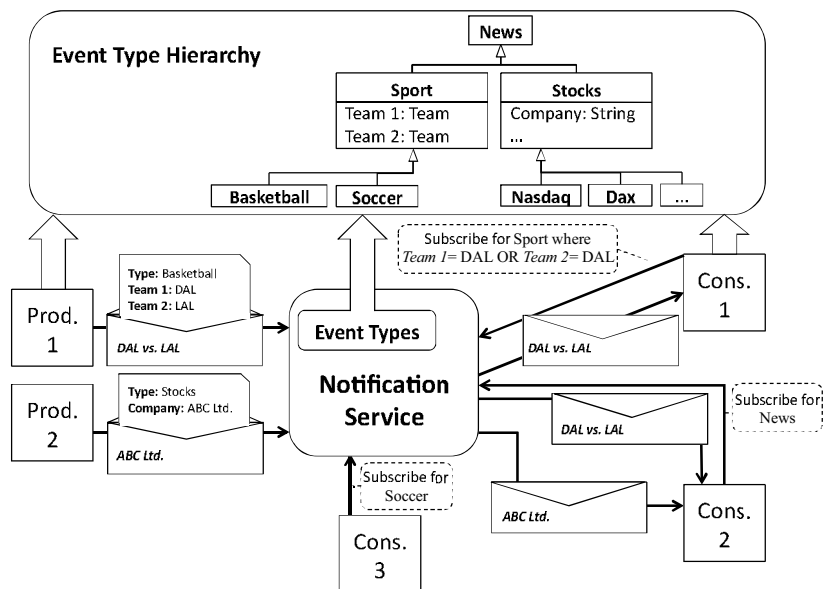 News
Event Type Hierarchy
Sport
Team 1: Team
Team 2: Team
Stocks
Company: String
...
Basketball
Soccer
Nasdaq
Dax
...
Subscribe for Sport where
Team 1= DAL OR Team 2= DAL
Type: Basketball
Team 1: DAL
Team 2: LAL
DAL vs. LAL
Prod.
1
Event Types
Notification
Service
DAL vs. LAL
Cons.
1
Prod.
2
Type: Stocks
Company: ABC Ltd.
ABC Ltd.
Subscribe for
News
DAL vs. LAL
Subscribe for
Soccer
ABC Ltd.
Cons.
2
Cons.
3